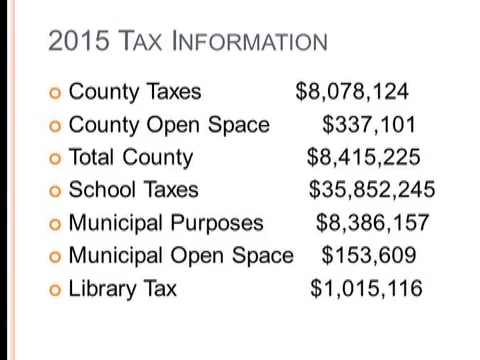 2015 TAX INFORMATION
County Taxes $8,078,124
County Open Space $337,101
Total County $8,415,225
School Taxes $35,852,245
Municipal Purposes $8,386,157
Municipal Open Space $153,609
Library Tax $1,015,116